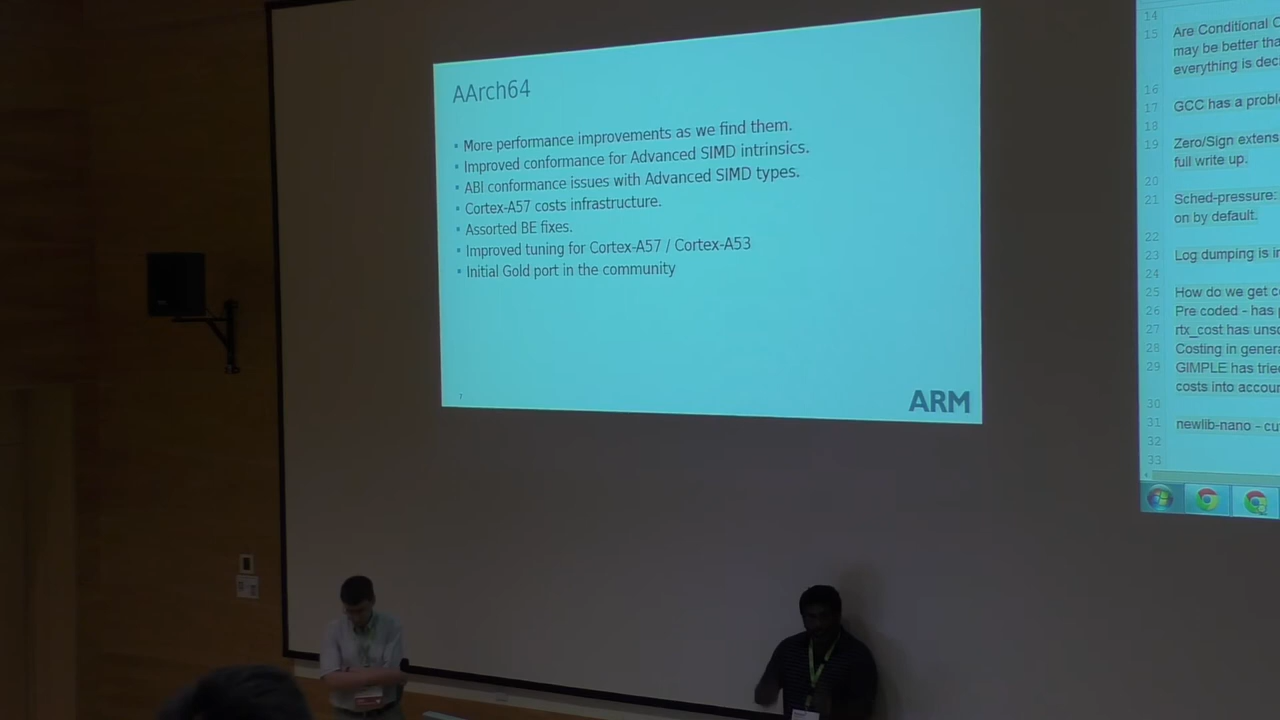 AArch64
More performance improvements as we find them.
Improved conformance for Advanced SIMD intrinsics.
ABI conformance issues with Advanced SIMD types.
Cortex-A57 costs infrastructure.
Assorted BE fixes.
Improved tuning for Cortex-A57 / Cortex-A53
Initial Gold port in the community
7
ARM
14
15 Are Conditional C
may be better tha
everything is dec
16
17 GCC has a proble
18
19 Zero/Sign extens
full write up.
20
21 Sched-pressure:
on by default.
22
23 Log dumping is in
24
25 How do we get c
26 Pre coded - has p
27 rtx_cost has unso
28 Costing in genera
29 GIMPLE has tried
costs into accou
30
31 newlib-nano - cu
32
33